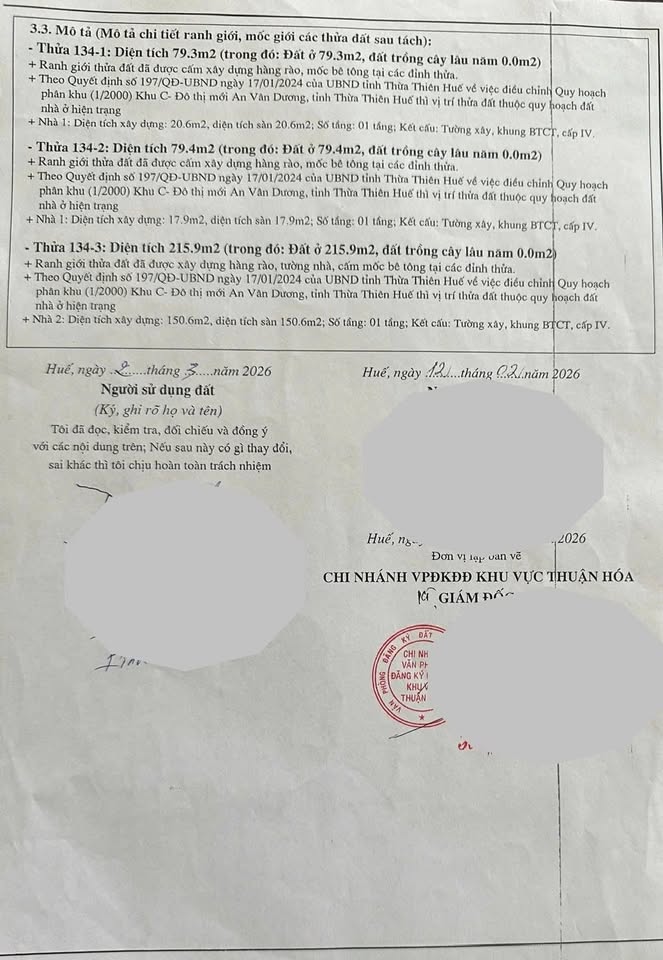 3.3. Mô tả (Mô tả chi tiết ranh giới, mốc giới các thửa đất sau tách):
- Thửa 134-1: Diện tích 79.3m2 (trong đó: Đất ở 79.3m2, đất trồng cây lâu năm 0.0m2)
+ Ranh giới thửa đất đã được cấm xây dựng hàng rào, mốc bê tông tại các đỉnh thửa.
+ Theo Quyết định số 197/QĐ-UBND ngày 17/01/2024 của UBND tỉnh Thừa Thiên Huế về việc điều chỉnh Quy hoạch
phân khu (1/2000) Khu C- Đô thị mới An Vân Dương, tỉnh Thừa Thiên Huế thì vị trí thửa đất thuộc quy hoạch đất
nhà ở hiện trạng
+ Nhà 1: Diện tích xây dựng: 20.6m2, diện tích sàn 20.6m2; Số tầng: 01 tầng; Kết cấu: Tường xây, khung BTCT, cấp IV.
- Thửa 134-2: Diện tích 79.4m2 (trong đó: Đất ở 79.4m2, đất trồng cây lâu năm 0.0m2)
+ Ranh giới thửa đất đã được cấm xây dựng hàng rào, mốc bê tông tại các đỉnh thửa.
+ Theo Quyết định số 197/QĐ-UBND ngày 17/01/2024 của UBND tỉnh Thừa Thiên Huế về việc điều chỉnh Quy hoạch
phân khu (1/2000) Khu C- Đô thị mới An Vân Dương, tỉnh Thừa Thiên Huế thì vị trí thửa đất thuộc quy hoạch đất
nhà ở hiện trạng
+ Nhà 1: Diện tích xây dựng: 17.9m2, diện tích sàn 17.9m2; Số tầng: 01 tầng; Kết cấu: Tường xây, khung BTCT, cấp IV.
- Thửa 134-3: Diện tích 215.9m2 (trong đó: Đất ở 215.9m2, đất trồng cây lâu năm 0.0m2)
+ Ranh giới thửa đất đã được xây dựng hàng rào, tường nhà, cấm mốc bê tông tại các đỉnh thửa.
+ Theo Quyết định số 197/QĐ-UBND ngày 17/01/2024 của UBND tỉnh Thừa Thiên Huế về việc điều chỉnh Quy hoạch
phân khu (1/2000) Khu C- Đô thị mới An Vân Dương, tỉnh Thừa Thiên Huế thì vị trí thửa đất thuộc quy hoạch đất
nhà ở hiện trạng
+ Nhà 2: Diện tích xây dựng: 150.6m2, diện tích sàn 150.6m2; Số tầng: 01 tầng; Kết cấu: Tường xây, khung BTCT, cấp IV.
Huế, ngày ..2.....tháng ..3....năm 2026
Người sử dụng đất
(Ký, ghi rõ họ và tên)
Tôi đã đọc, kiểm tra, đối chiếu và đồng ý
với các nội dung trên; Nếu sau này có gì thay đổi,
sai khác thì tôi chịu hoàn toàn trách nhiệm
Huế, ngày .12....tháng .02..năm 2026
Huế, 2026
Đơn vị lập bản vẽ
CHI NHÁNH VPĐKĐĐ KHU VỰC THUẬN HÓA
GIÁM ĐỐC
VĂN PHÒNG ĐĂNG KÝ ĐẤT
CHI NH
VĂN PH
ĐĂNG KÝ
KHU V
THUẬN